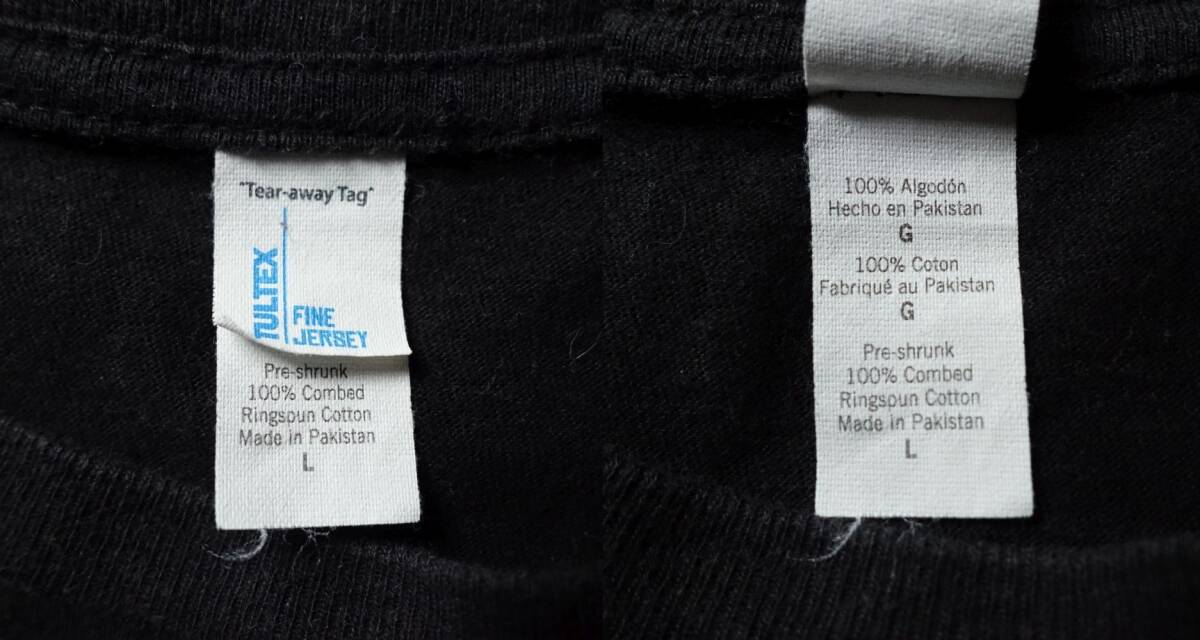 "Tear-away Tag"
TULTEX
FINE
JERSEY
Pre-shrunk
100% Combed
Ringspun Cotton
Made in Pakistan
L
100% Algodón
Hecho en Pakistan
G
100% Coton
Fabriqué au Pakistan
G
Pre-shrunk
100% Combed
Ringspun Cotton
Made in Pakistan
L